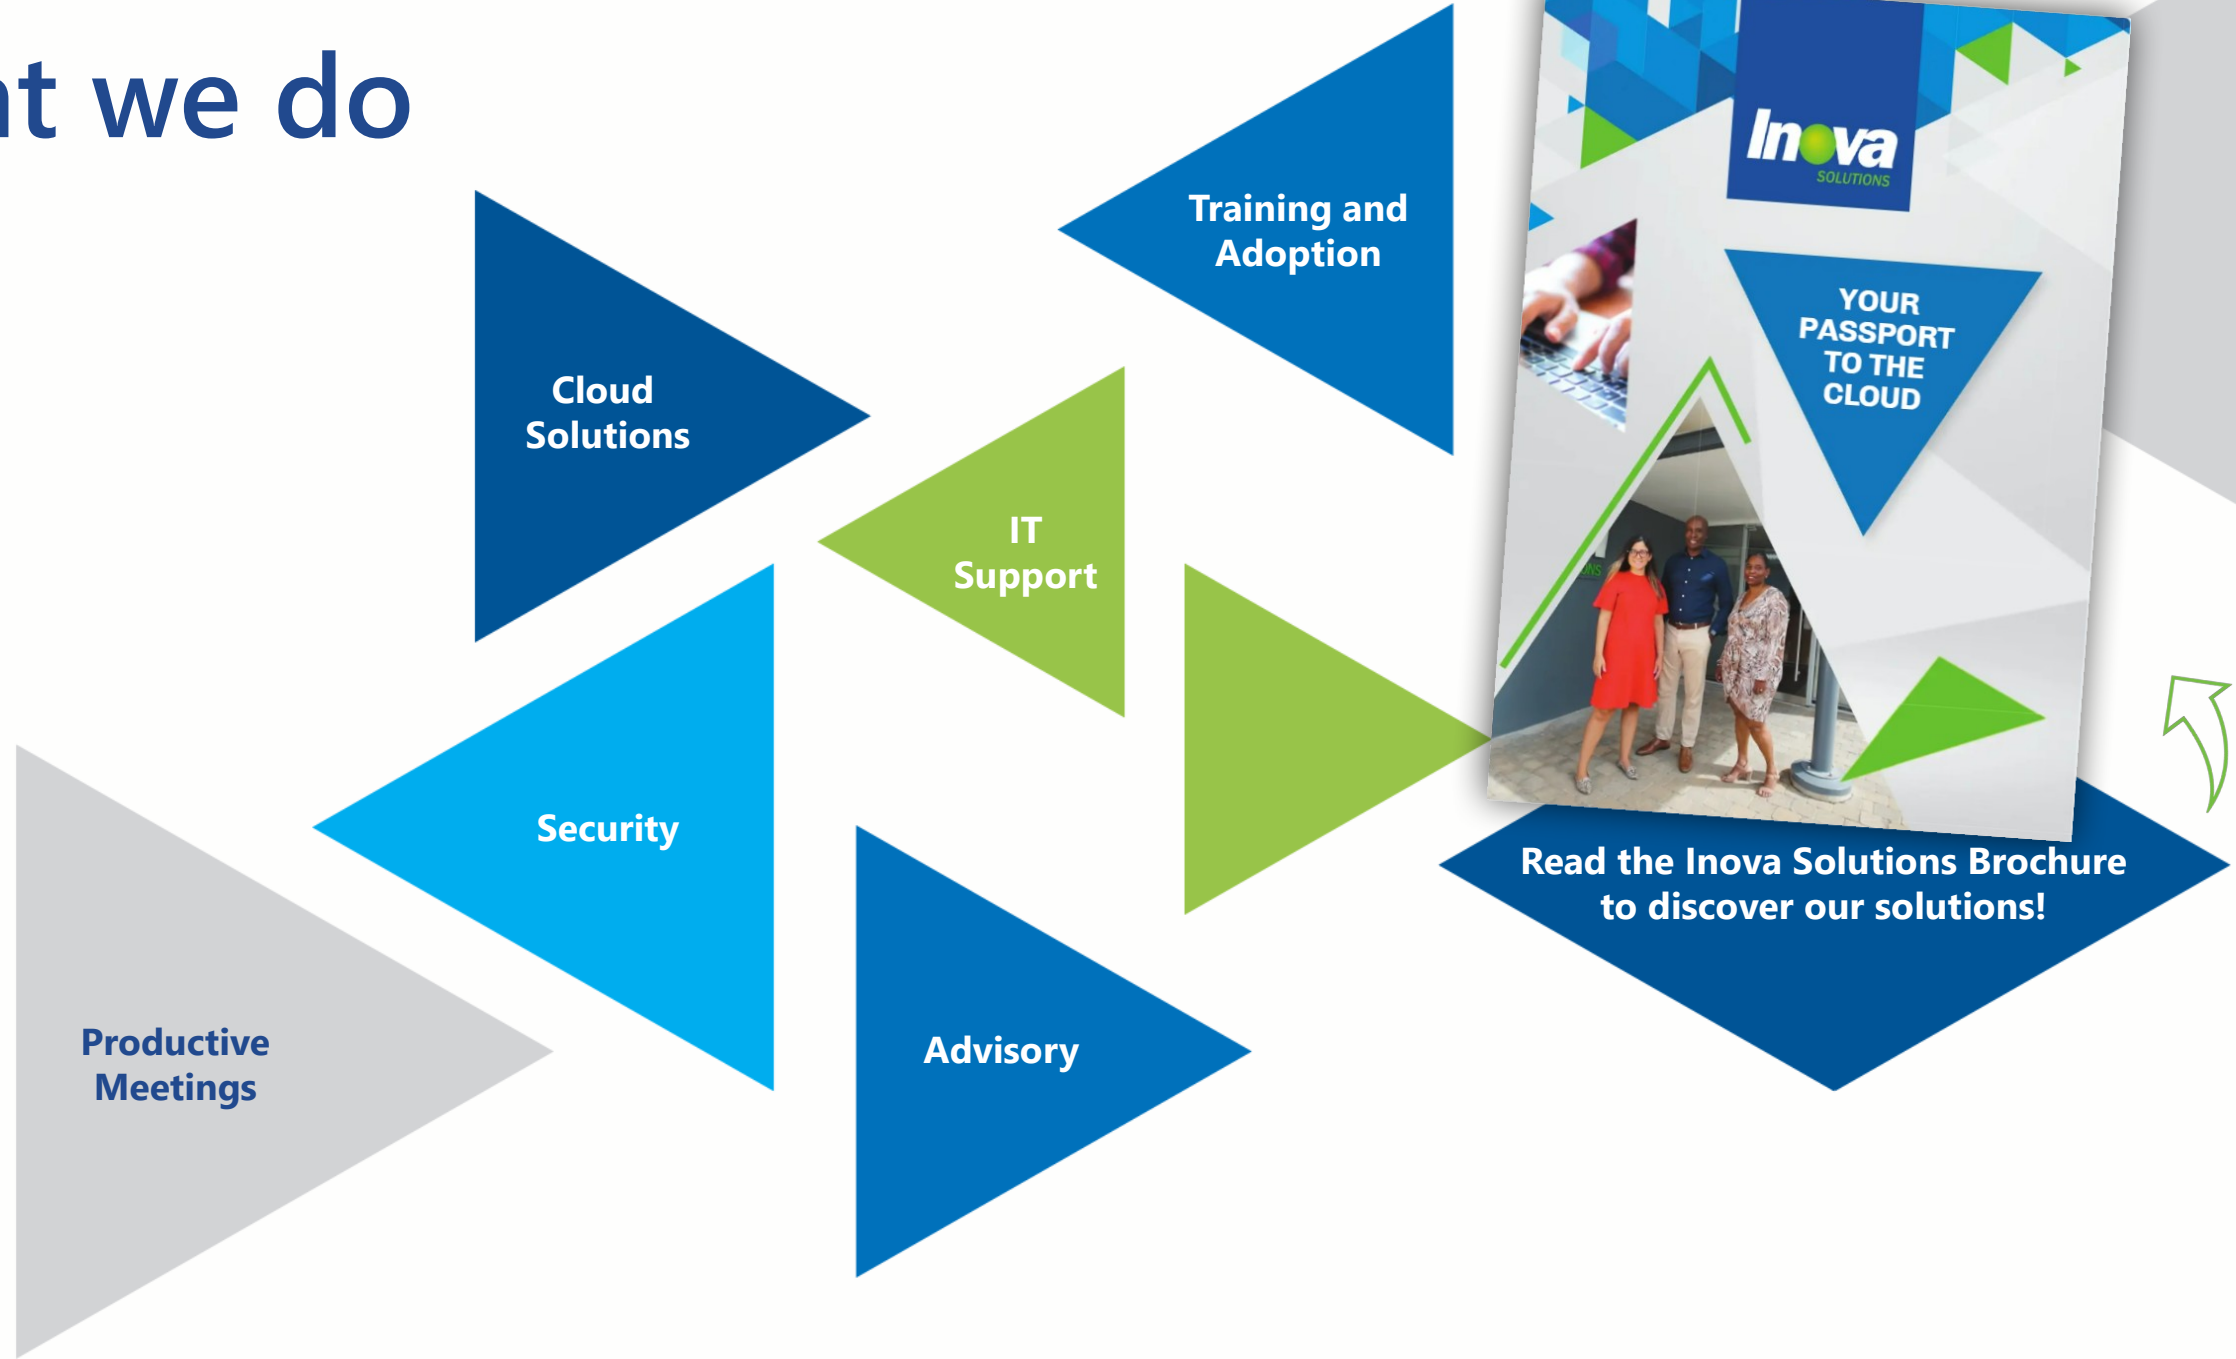 we do
Cloud
Solutions
Training and
Adoption
IT
Support
Security
Productive
Meetings
Advisory
Inova
SOLUTIONS
YOUR
PASSPORT
TO THE
CLOUD
Read the Inova Solutions Brochure
to discover our solutions!